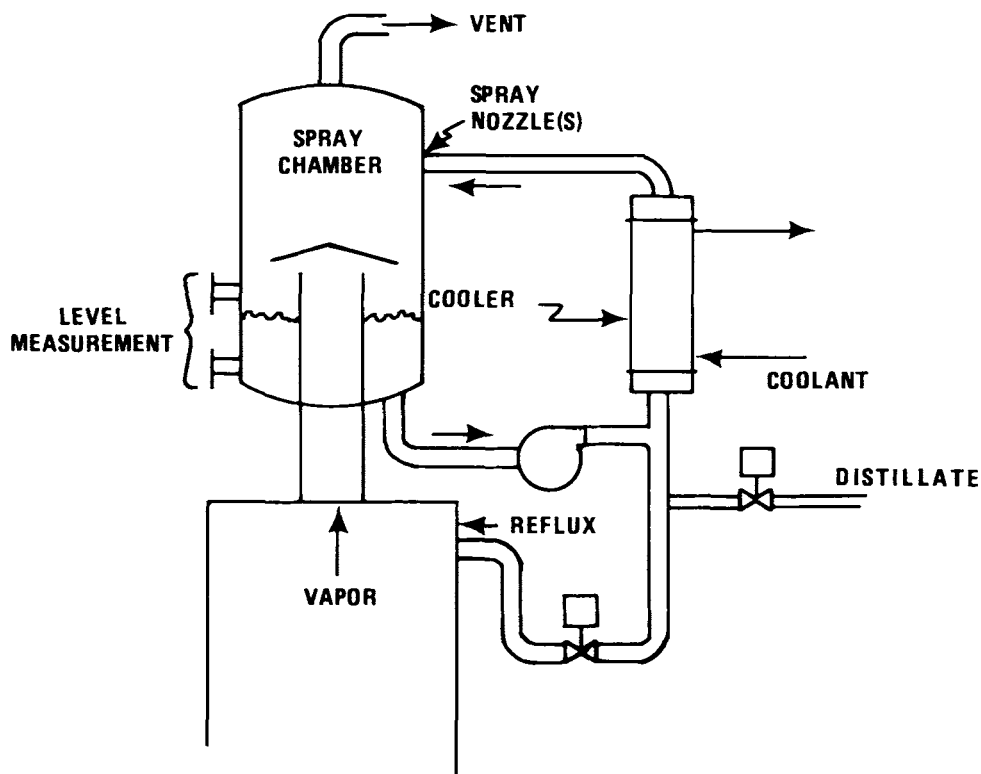 VENT
SPRAY
NOZZLE(S)
SPRAY
CHAMBER
COOLER
LEVEL
MEASUREMENT
COOLANT
DISTILLATE
REFLUX
VAPOR